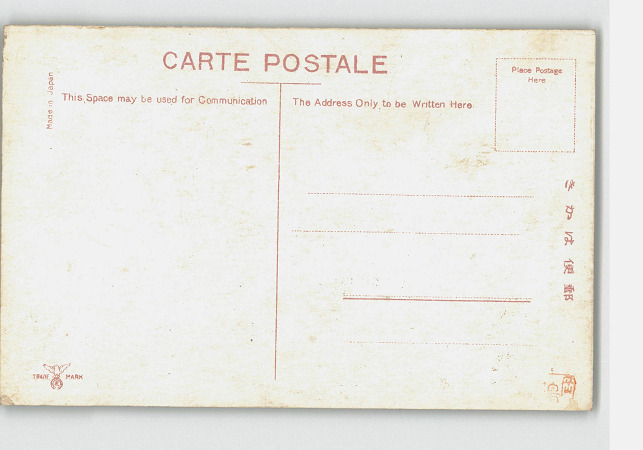 CARTE POSTALE
Made in Japan
This Space may be used for Communication
The Address Only to be Written Here
Place Postage
Here
郵便はかき
TRADE MARK